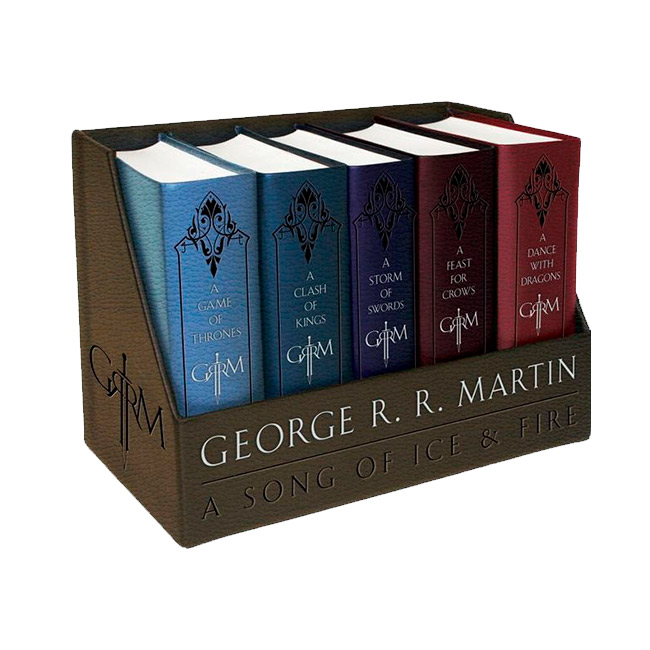 A
GAME
OF
THRONES
GRRM
A
CLASH
OF
KINGS
GRRM
A
STORM
OF
SWORDS
GRRM
A
FEAST
FOR
CROWS
GRRM
A
DANCE
WITH
DRAGONS
GRRM
GRRM
GEORGE R. R. MARTIN
A SONG OF ICE & FIRE